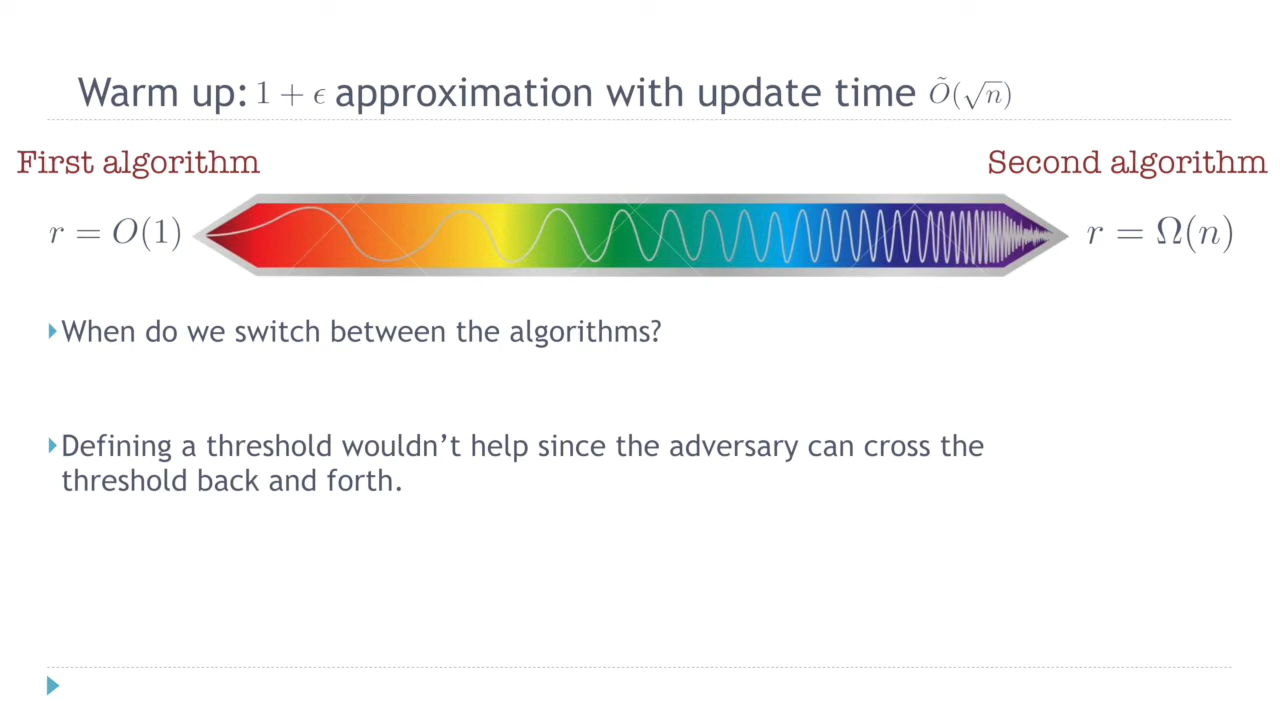 Warm up: 1 + ϵ approximation with update time Õ(√n)
First algorithm
Second algorithm
r = O(1)
r = Ω(n)
When do we switch between the algorithms?
Defining a threshold wouldn’t help since the adversary can cross the
threshold back and forth.